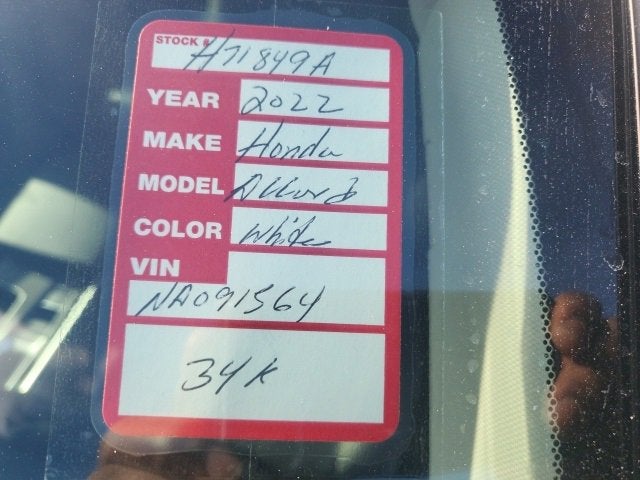 STOCK # H71849A
YEAR 2022
MAKE Honda
MODEL Accord
COLOR White
VIN
NA091564
34K